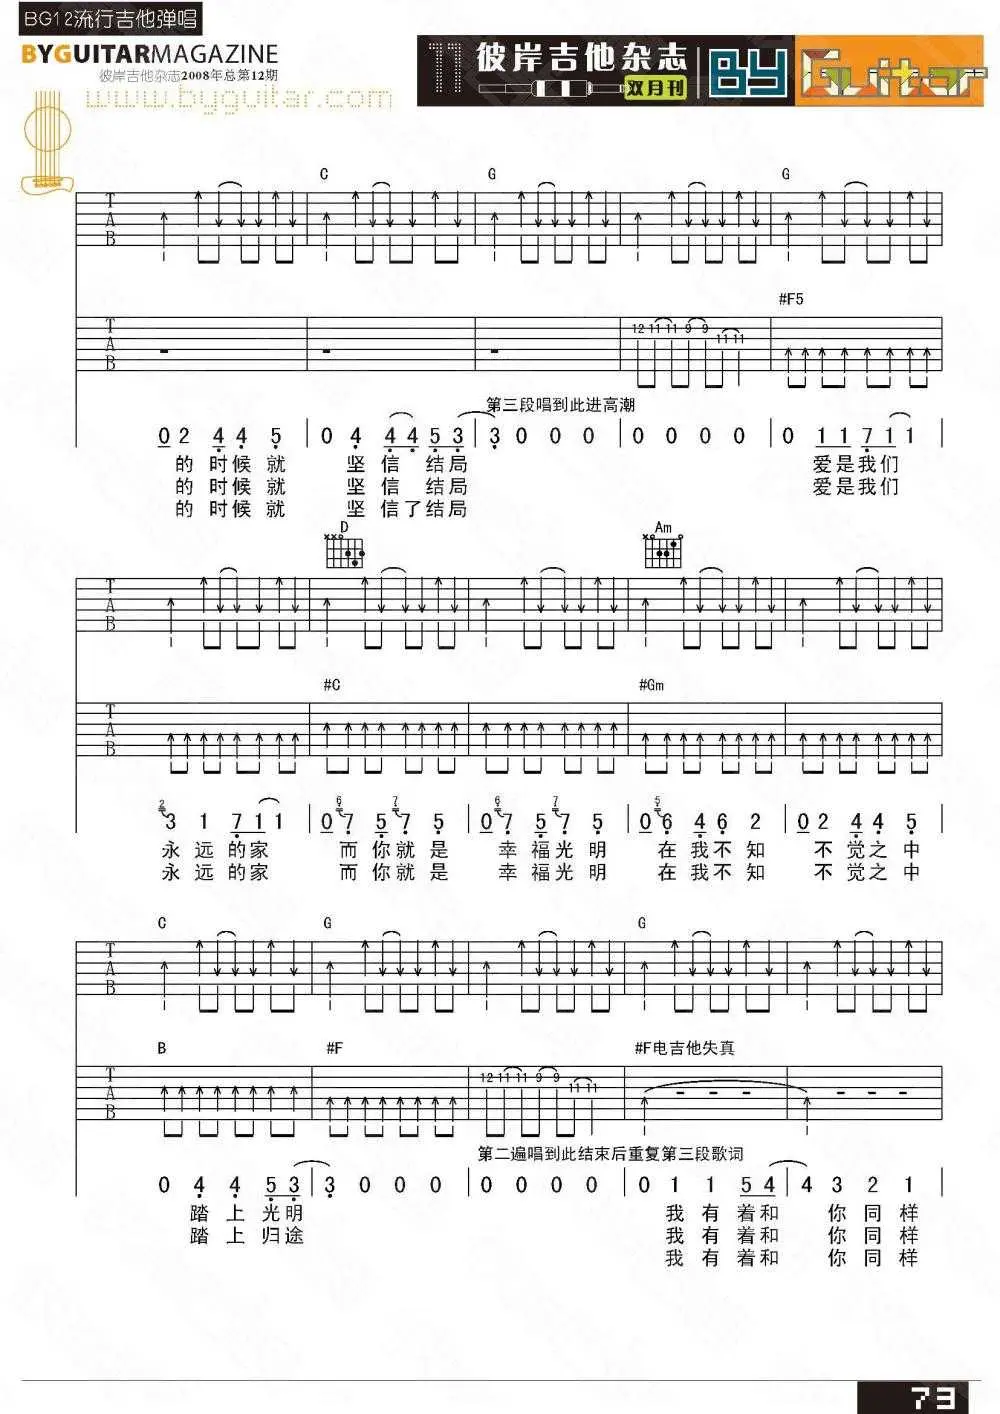 BG12流行吉他弹唱
BYGUITARMAGAZINE
彼岸吉他杂志2008年总第12期
www.byguitar.com
彼岸吉他杂志
双月刊
BY Guitar
C G G
T
A
B
#F5
T
A
B
12 11 11 9 9 11 11
第三段唱到此进高潮
0 2 4 4 5 | 0 4 4 4 5 3 | 3 0 0 0 | 0 0 0 0 | 0 1 1 7 1 1
的 时候 就 坚 信 结局 爱是我们
的 时候 就 坚 信 结局 爱是我们
的 时候 就 坚 信了结局
D Am
T
A
B
#C #Gm
T
A
B
2 6 7 6 7 5
3 1 7 1 1 | 0 7 5 7 5 | 0 7 5 7 5 | 0 6 4 6 2 | 0 2 4 4 5
永 远 的家 而你就是 幸福光明 在我不知 不觉之中
永 远 的家 而你就是 幸福光明 在我不知 不觉之中
C G G
T
A
B
B #F #F电吉他失真
T
A
B
12 11 11 9 9 11 11
第二遍唱到此结束后重复第三段歌词
0 4 4 5 3 | 3 0 0 0 | 0 0 0 0 | 0 1 1 5 4 | 4 3 2 1
踏 上 光明 我 有 着和 你 同 样
踏 上 归途 我 有 着和 你 同 样
我 有 着和 你 同 样
73